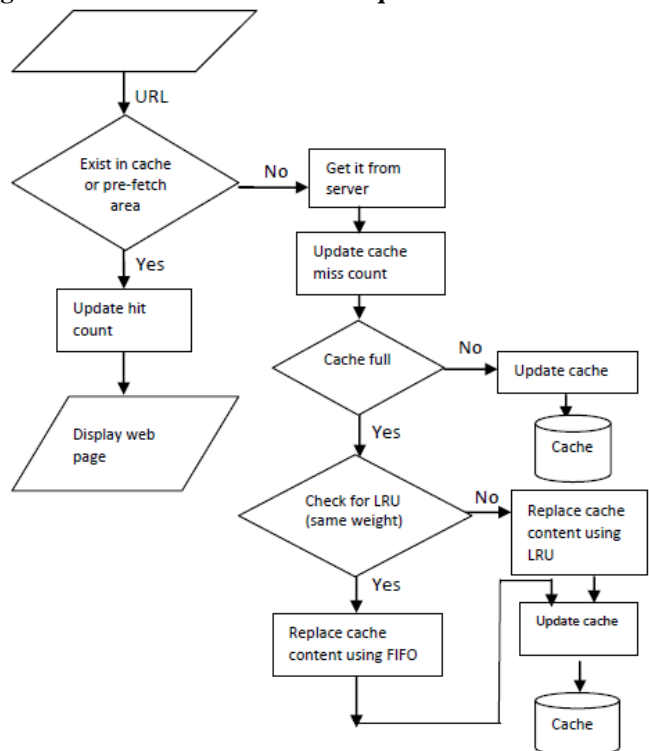 URL
Exist in cache
or pre-fetch
area
No
Get it from
server
Update cache
miss count
Yes
Update hit
count
Cache full
No
Update cache
Display web
page
Yes
Cache
Check for LRU
(same weight)
No
Replace cache
content using
LRU
Yes
Replace cache
content using FIFO
Update cache
Cache